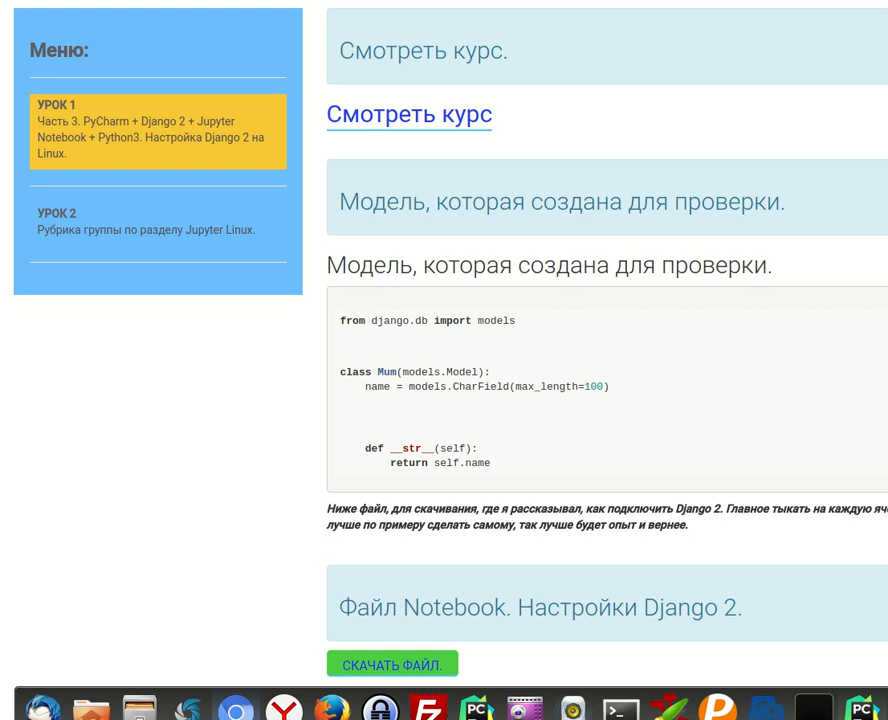 Меню:
УРОК 1
Часть 3. PyCharm + Django 2 + Jupyter
Notebook + Python3. Настройка Django 2 на
Linux.
УРОК 2
Рубрика группы по разделу Jupyter Linux.
Смотреть курс.
Смотреть курс
Модель, которая создана для проверки.
Модель, которая создана для проверки.
from django.db import models
class Mum(models.Model):
    name = models.CharField(max_length=100)
    def __str__(self):
        return self.name
Ниже файл, для скачивания, где я рассказывал, как подключить Django 2. Главное тыкать на каждую
лучше по примеру сделать самому, так лучше будет опыт и вернее.
Файл Notebook. Настройки Django 2.
СКАЧАТЬ ФАЙЛ.
PC
PC